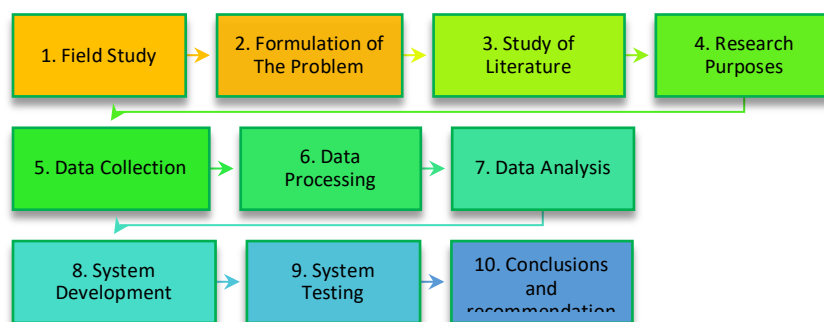 1. Field Study
2. Formulation of
The Problem
3. Study of
Literature
4. Research
Purposes
5. Data Collection
6. Data
Processing
7. Data Analysis
8. System
Development
9. System
Testing
10. Conclusions
and
recommendation